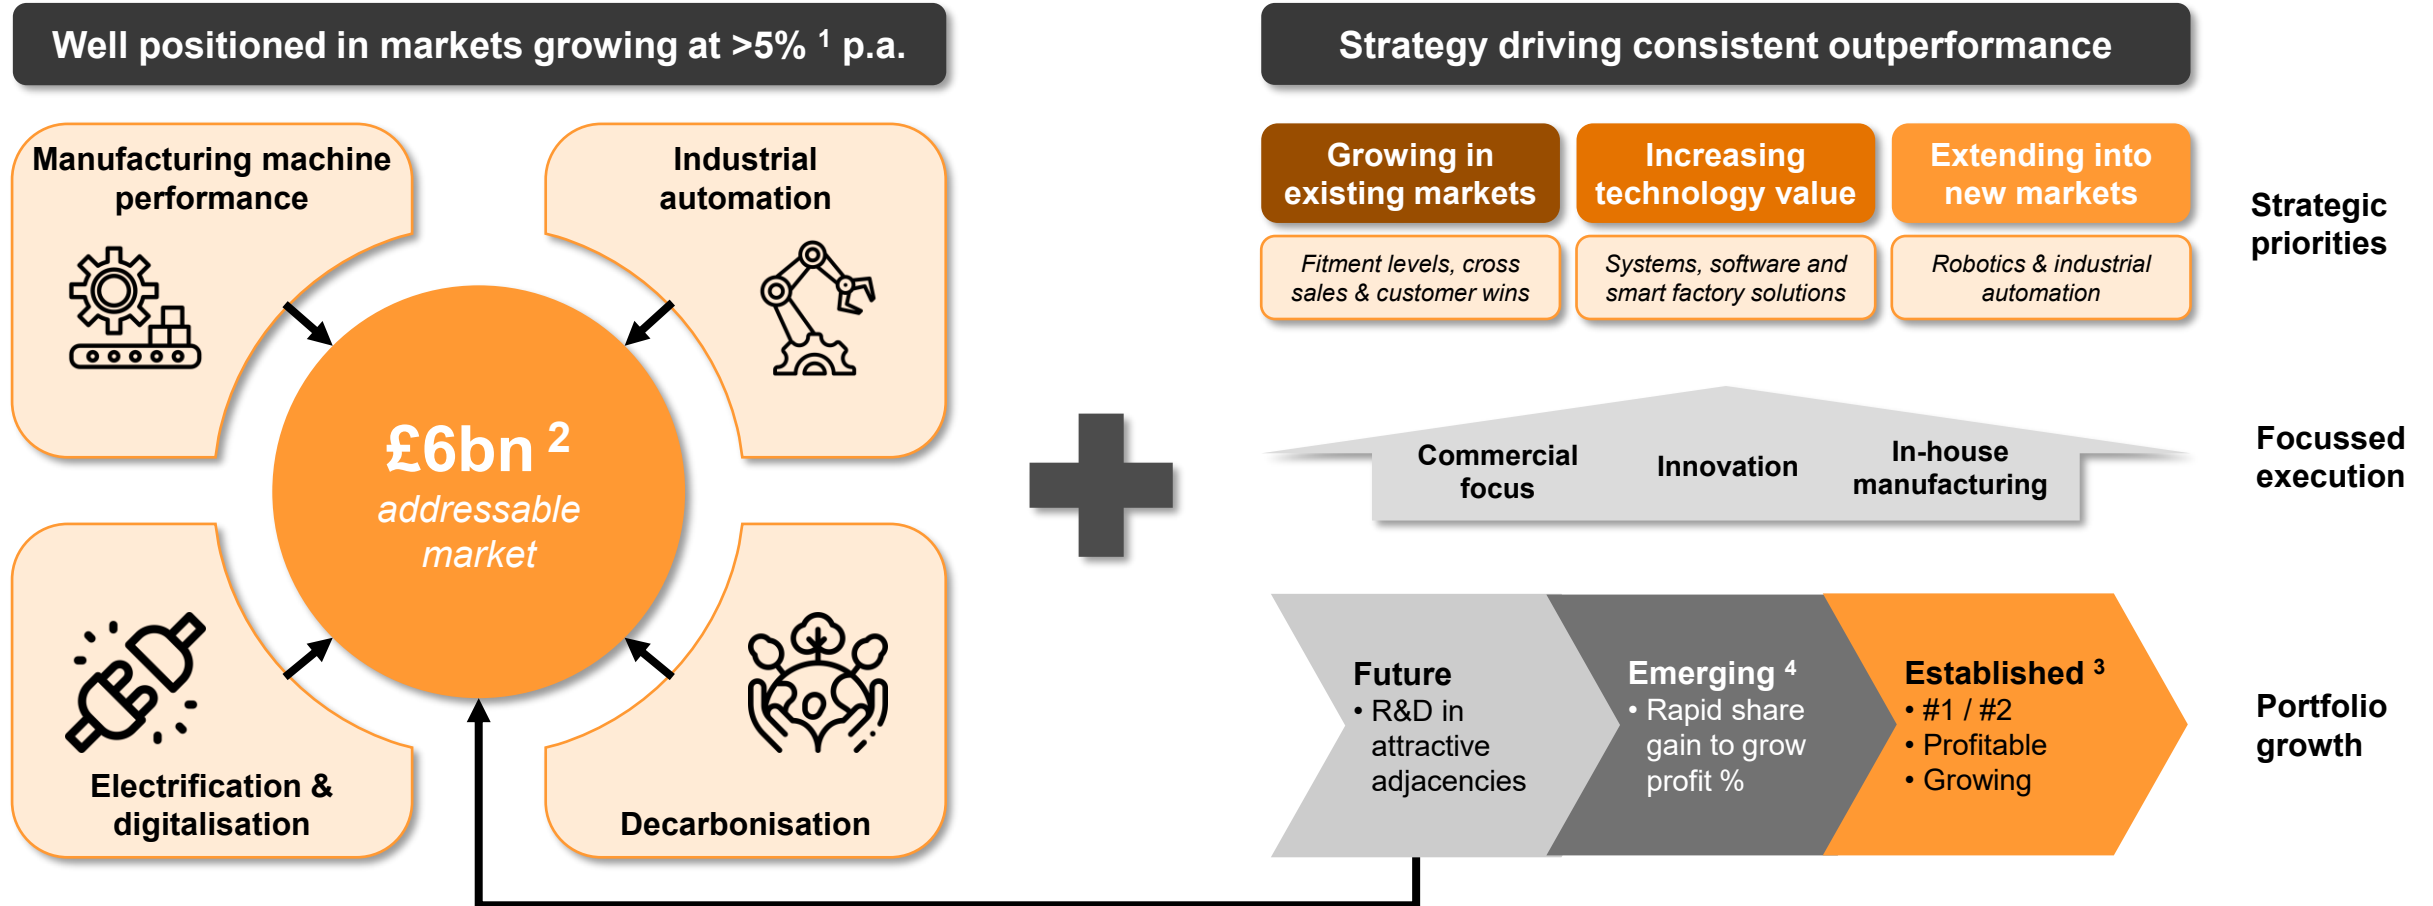 Well positioned in markets growing at >5% 1 p.a.
Manufacturing machine
performance
Industrial
automation
£6bn 2
addressable
market
Electrification &
digitalisation
Decarbonisation
Strategy driving consistent outperformance
Growing in
existing markets
Increasing
technology value
Extending into
new markets
Fitment levels, cross
sales & customer wins
Systems, software and
smart factory solutions
Robotics & industrial
automation
Strategic
priorities
Commercial
focus
Innovation
In-house
manufacturing
Focussed
execution
Future
• R&D in
attractive
adjacencies
Emerging 4
• Rapid share
gain to grow
profit %
Established 3
• #1 / #2
• Profitable
• Growing
Portfolio
growth